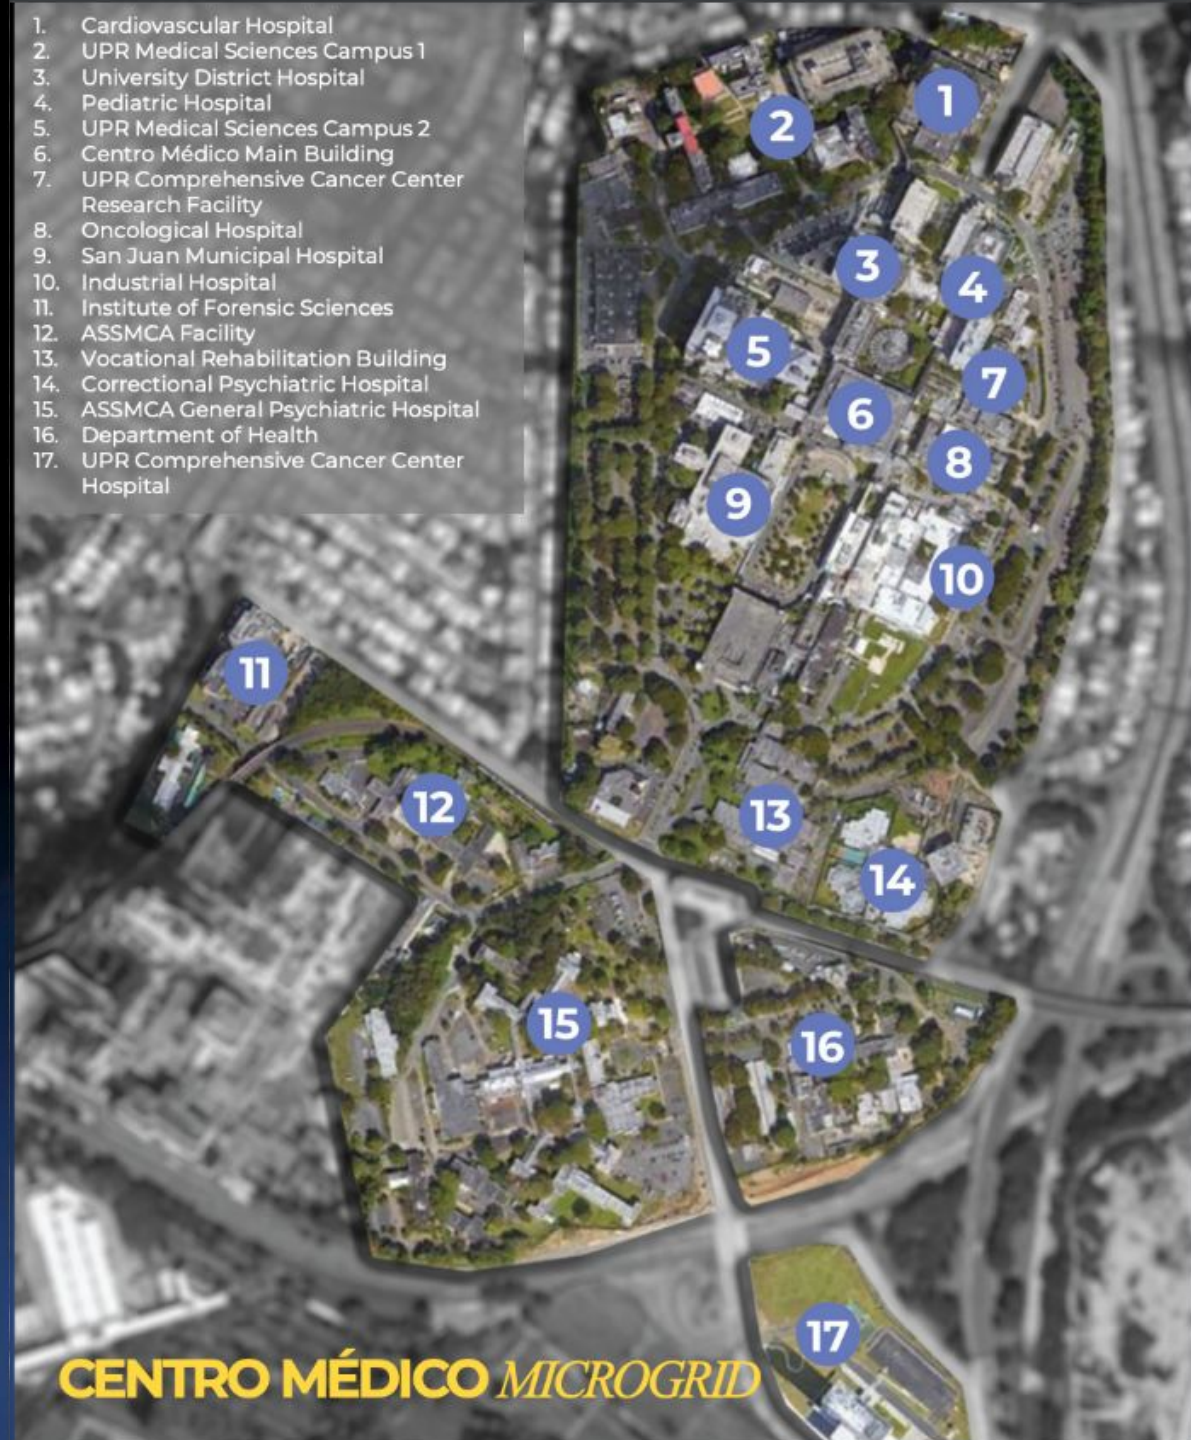 1. Cardiovascular Hospital
2. UPR Medical Sciences Campus 1
3. University District Hospital
4. Pediatric Hospital
5. UPR Medical Sciences Campus 2
6. Centro Médico Main Building
7. UPR Comprehensive Cancer Center
Research Facility
8. Oncological Hospital
9. San Juan Municipal Hospital
10. Industrial Hospital
11. Institute of Forensic Sciences
12. ASSMCA Facility
13. Vocational Rehabilitation Building
14. Correctional Psychiatric Hospital
15. ASSMCA General Psychiatric Hospital
16. Department of Health
17. UPR Comprehensive Cancer Center
Hospital
1
2
3
4
5
6
7
8
9
10
11
12
13
14
15
16
17
CENTRO MÉDICO MICROGRID